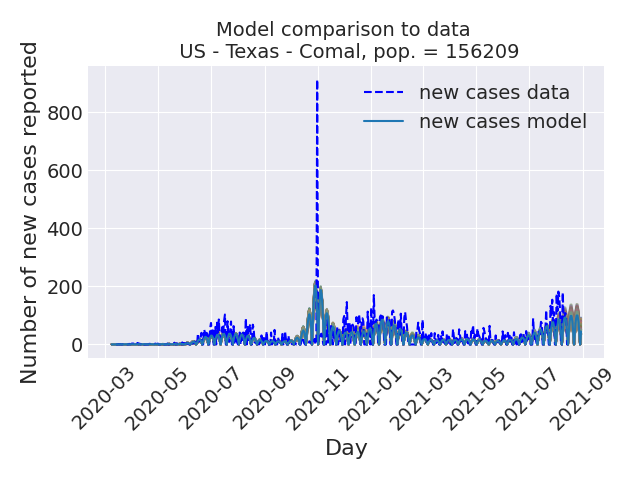 Model comparison to data
US - Texas - Comal, pop. = 156209
Number of new cases reported
800
600
400
200
0
new cases data
new cases model
2020-03
2020-05
2020-07
2020-09
2020-11
2021-01
2021-03
2021-05
2021-07
2021-09
Day